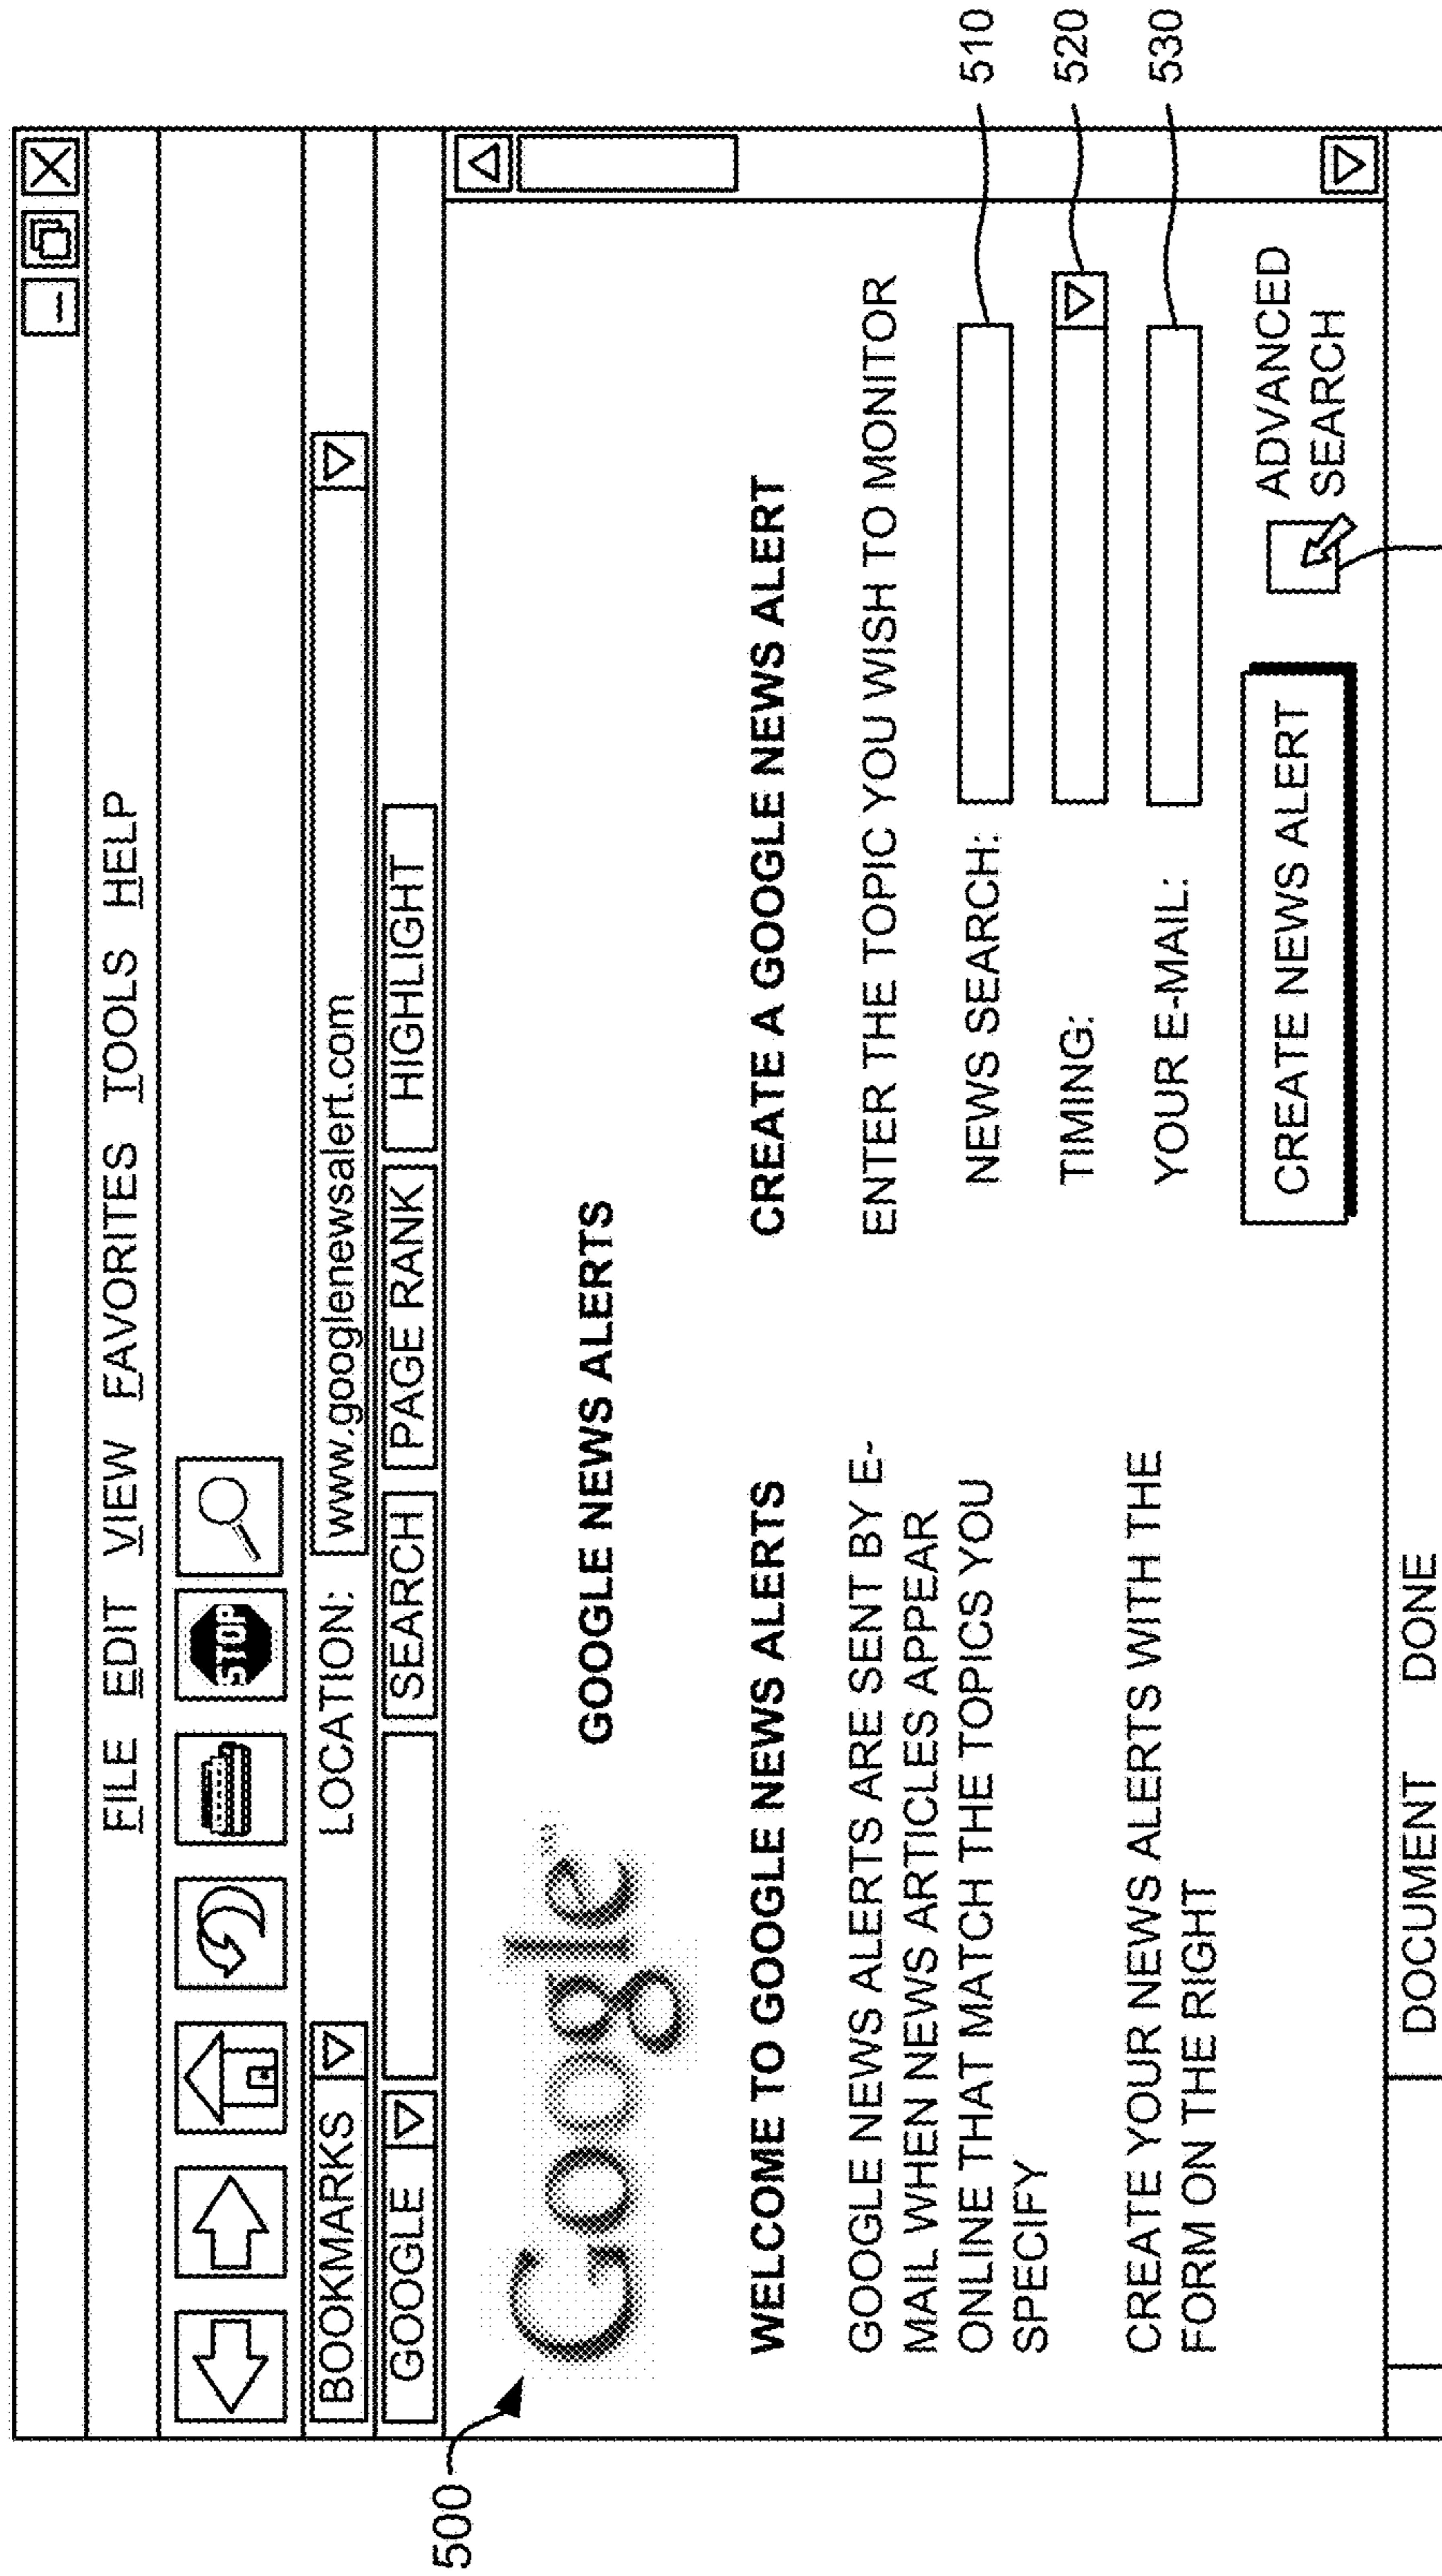 FILE EDIT VIEW FAVORITES TOOLS HELP
STOP
BOOKMARKS LOCATION: www.googlenewsalert.com
GOOGLE SEARCH PAGE RANK HIGHLIGHT
500
Google
GOOGLE NEWS ALERTS
WELCOME TO GOOGLE NEWS ALERTS
GOOGLE NEWS ALERTS ARE SENT BY E-
MAIL WHEN NEWS ARTICLES APPEAR
ONLINE THAT MATCH THE TOPICS YOU
SPECIFY
CREATE YOUR NEWS ALERTS WITH THE
FORM ON THE RIGHT
CREATE A GOOGLE NEWS ALERT
ENTER THE TOPIC YOU WISH TO MONITOR
NEWS SEARCH: 510
TIMING: 520
YOUR E-MAIL: 530
CREATE NEWS ALERT
ADVANCED
SEARCH
DOCUMENT DONE